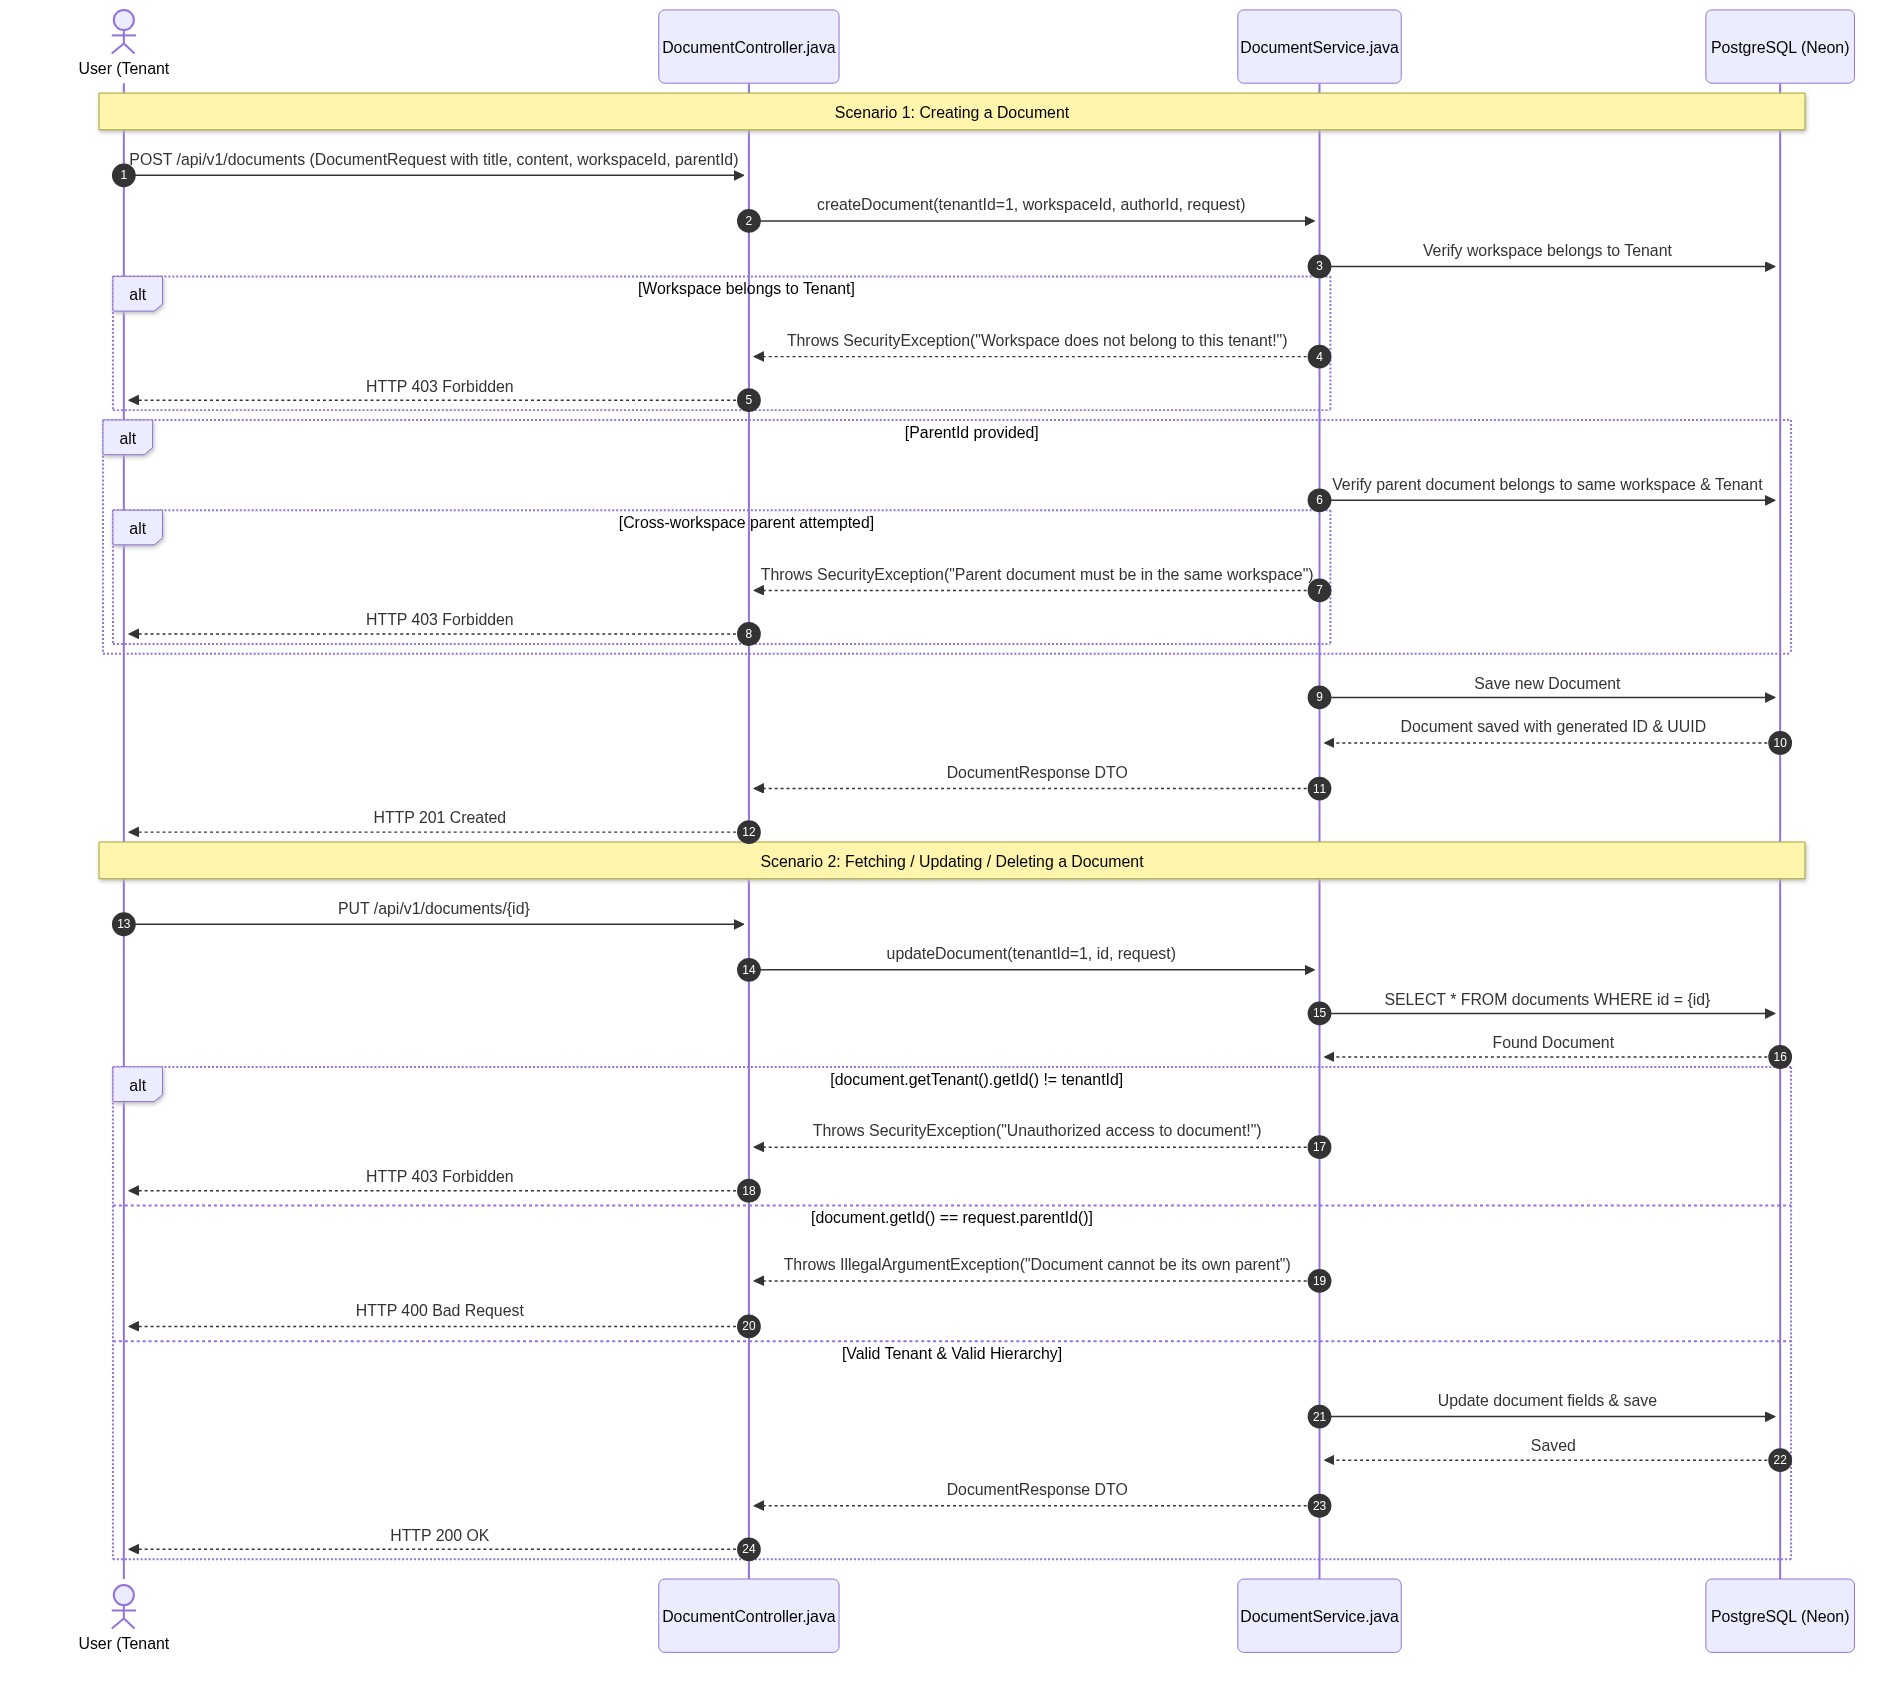 User (Tenant
DocumentController.java
DocumentService.java
PostgreSQL (Neon)
Scenario 1: Creating a Document
POST /api/v1/documents (DocumentRequest with title, content, workspaceId, parentId)
1
createDocument(tenantId=1, workspaceId, authorId, request)
2
Verify workspace belongs to Tenant
3
alt
[Workspace belongs to Tenant]
Throws SecurityException("Workspace does not belong to this tenant!")
4
HTTP 403 Forbidden
5
alt
[ParentId provided]
Verify parent document belongs to same workspace & Tenant
6
alt
[Cross-workspace parent attempted]
Throws SecurityException("Parent document must be in the same workspace")
7
HTTP 403 Forbidden
8
Save new Document
9
Document saved with generated ID & UUID
10
DocumentResponse DTO
11
HTTP 201 Created
12
Scenario 2: Fetching / Updating / Deleting a Document
PUT /api/v1/documents/{id}
13
updateDocument(tenantId=1, id, request)
14
SELECT * FROM documents WHERE id = {id}
15
Found Document
16
alt
[document.getTenant().getId() != tenantId]
Throws SecurityException("Unauthorized access to document!")
17
HTTP 403 Forbidden
18
[document.getId() == request.parentId()]
Throws IllegalArgumentException("Document cannot be its own parent")
19
HTTP 400 Bad Request
20
[Valid Tenant & Valid Hierarchy]
Update document fields & save
21
Saved
22
DocumentResponse DTO
23
HTTP 200 OK
24
User (Tenant
DocumentController.java
DocumentService.java
PostgreSQL (Neon)